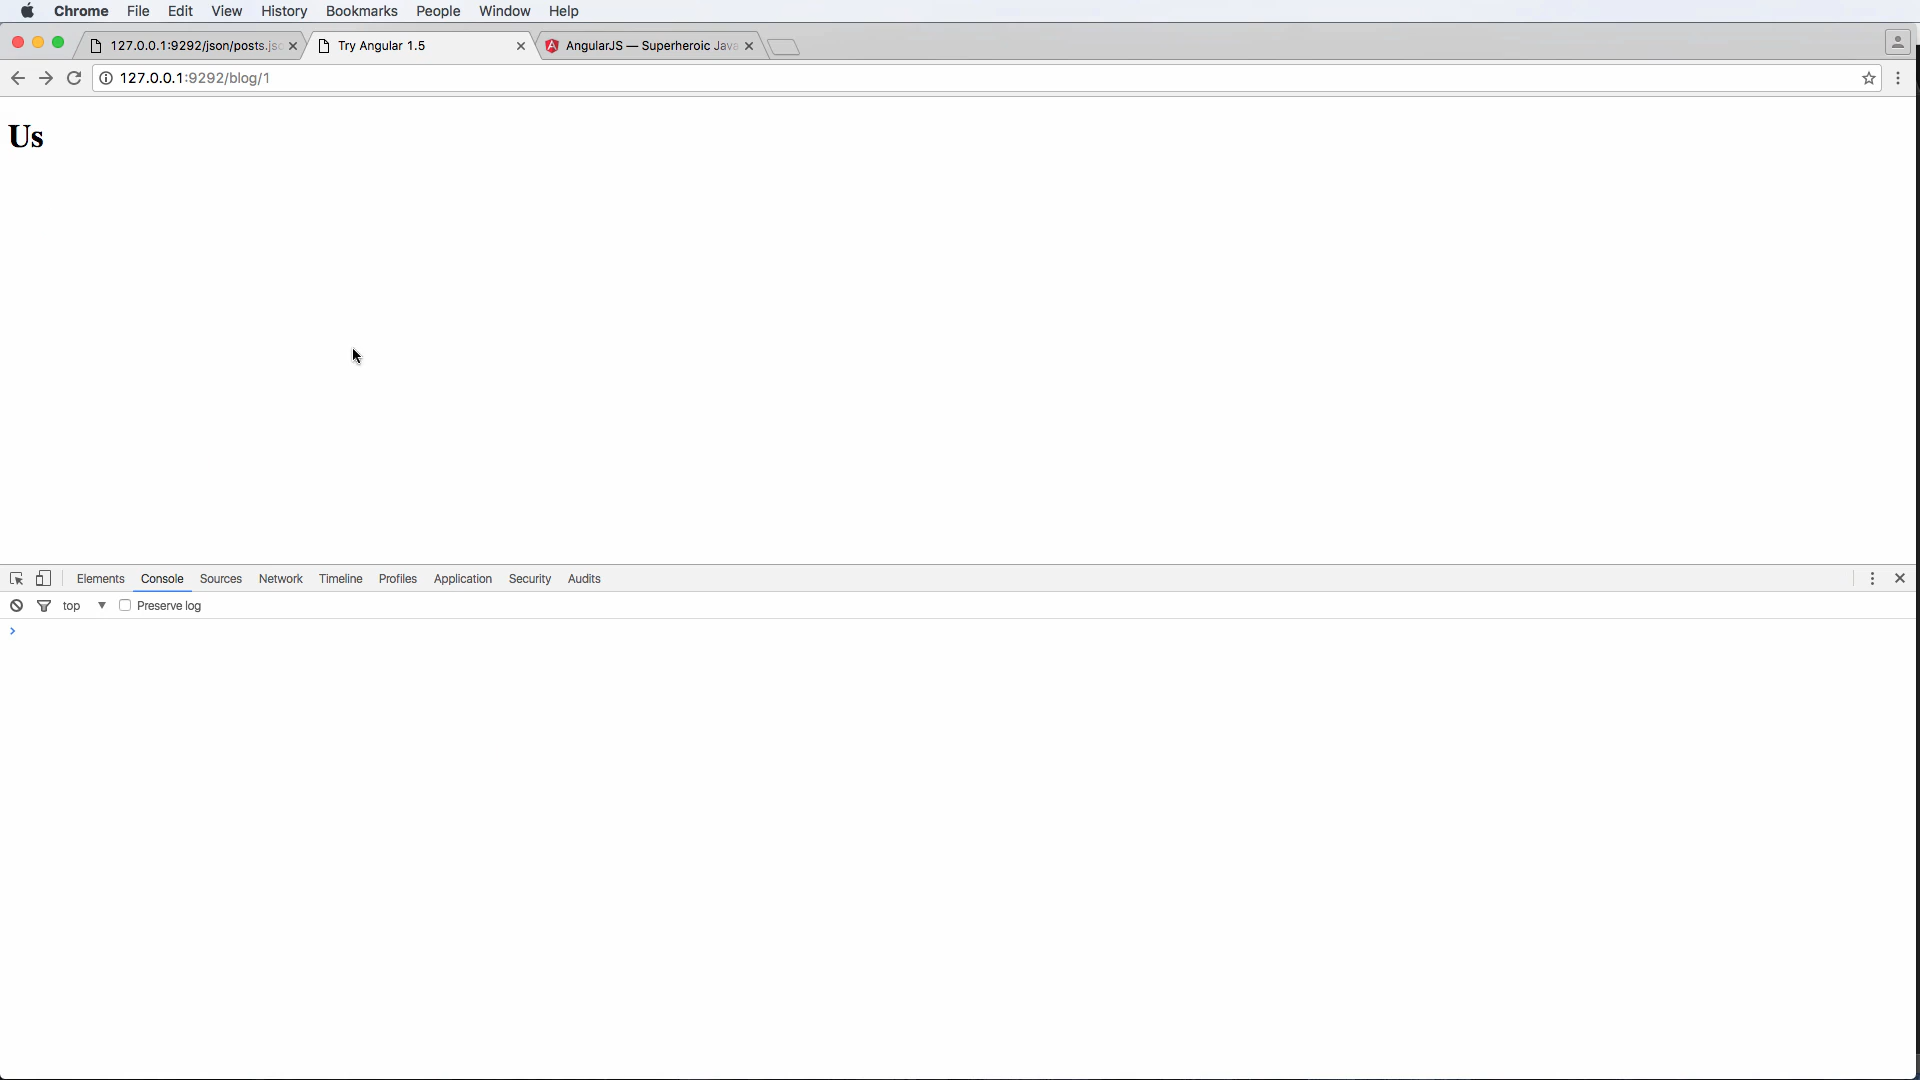 Chrome File Edit View History Bookmarks People Window Help
127.0.0.1:9292/json/posts.jso Try Angular 1.5 AngularJS — Superheroic Java
127.0.0.1:9292/blog/1
Us
Elements Console Sources Network Timeline Profiles Application Security Audits
top Preserve log